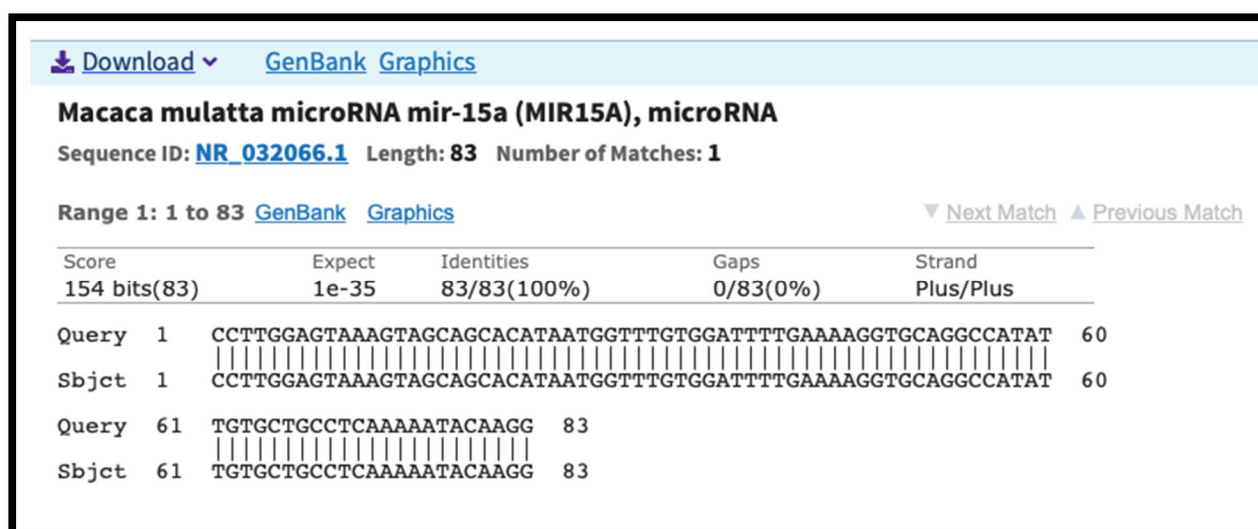 Download GenBank Graphics
Macaca mulatta microRNA mir-15a (MIR15A), microRNA
Sequence ID: NR_032066.1 Length: 83 Number of Matches: 1
Range 1: 1 to 83 GenBank Graphics Next Match Previous Match
Score Expect Identities Gaps Strand
154 bits(83) 1e-35 83/83(100%) 0/83(0%) Plus/Plus
Query 1 CCTTGGAGTAAAGTAGCAGCACATAATGGTTTGTGGATTTTGAAAAGGTGCAGGCCATAT 60
Sbjct 1 CCTTGGAGTAAAGTAGCAGCACATAATGGTTTGTGGATTTTGAAAAGGTGCAGGCCATAT 60
Query 61 TGTGCTGCCTCAAAAATACAAGG 83
Sbjct 61 TGTGCTGCCTCAAAAATACAAGG 83